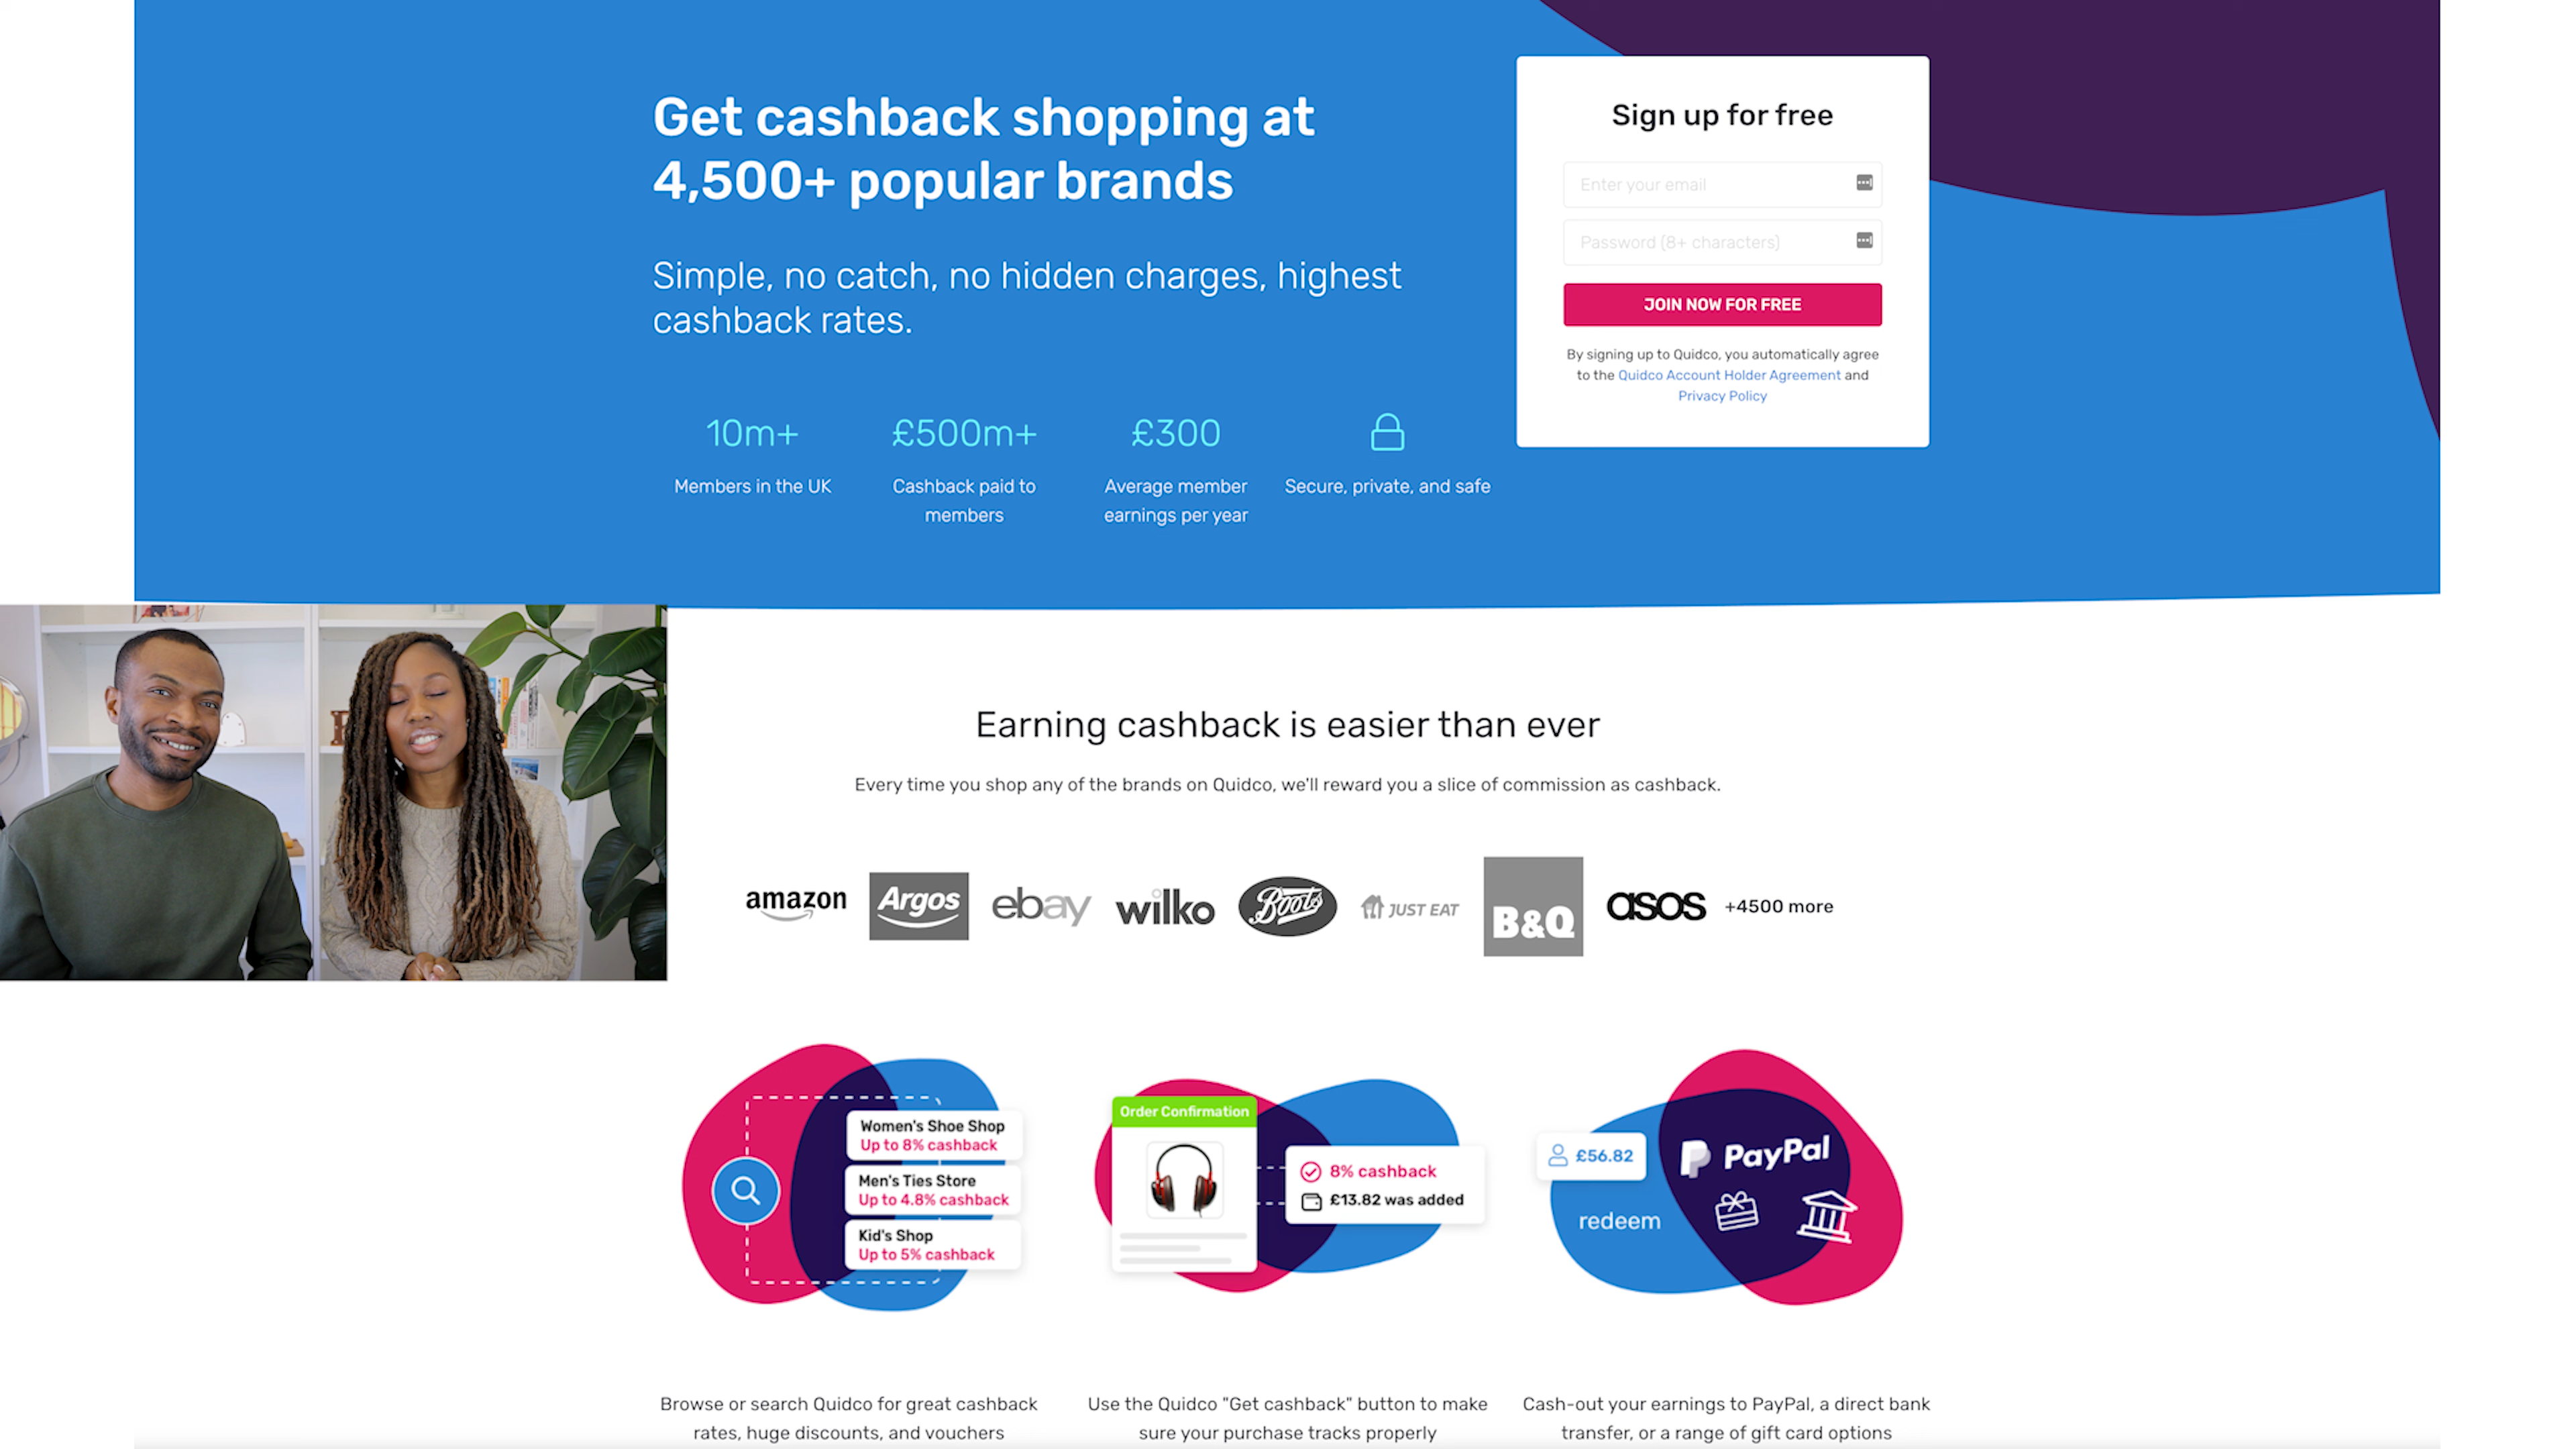 Get cashback shopping at
4,500+ popular brands
Simple, no catch, no hidden charges, highest
cashback rates.
10m+
Members in the UK
£500m+
Cashback paid to
members
£300
Average member
earnings per year
Secure, private, and safe
Sign up for free
Enter your email
Password (8+ characters)
JOIN NOW FOR FREE
By signing up to Quidco, you automatically agree
to the Quidco Account Holder Agreement and
Privacy Policy
Earning cashback is easier than ever
Every time you shop any of the brands on Quidco, we'll reward you a slice of commission as cashback.
amazon Argos ebay wilko Boots JUST EAT B&Q asos +4500 more
Women's Shoe Shop
Up to 8% cashback
Men's Ties Store
Up to 4.8% cashback
Kid's Shop
Up to 5% cashback
Order Confirmation
8% cashback
£13.82 was added
£56.82
PayPal
redeem
Browse or search Quidco for great cashback
rates, huge discounts, and vouchers
Use the Quidco "Get cashback" button to make
sure your purchase tracks properly
Cash-out your earnings to PayPal, a direct bank
transfer, or a range of gift card options